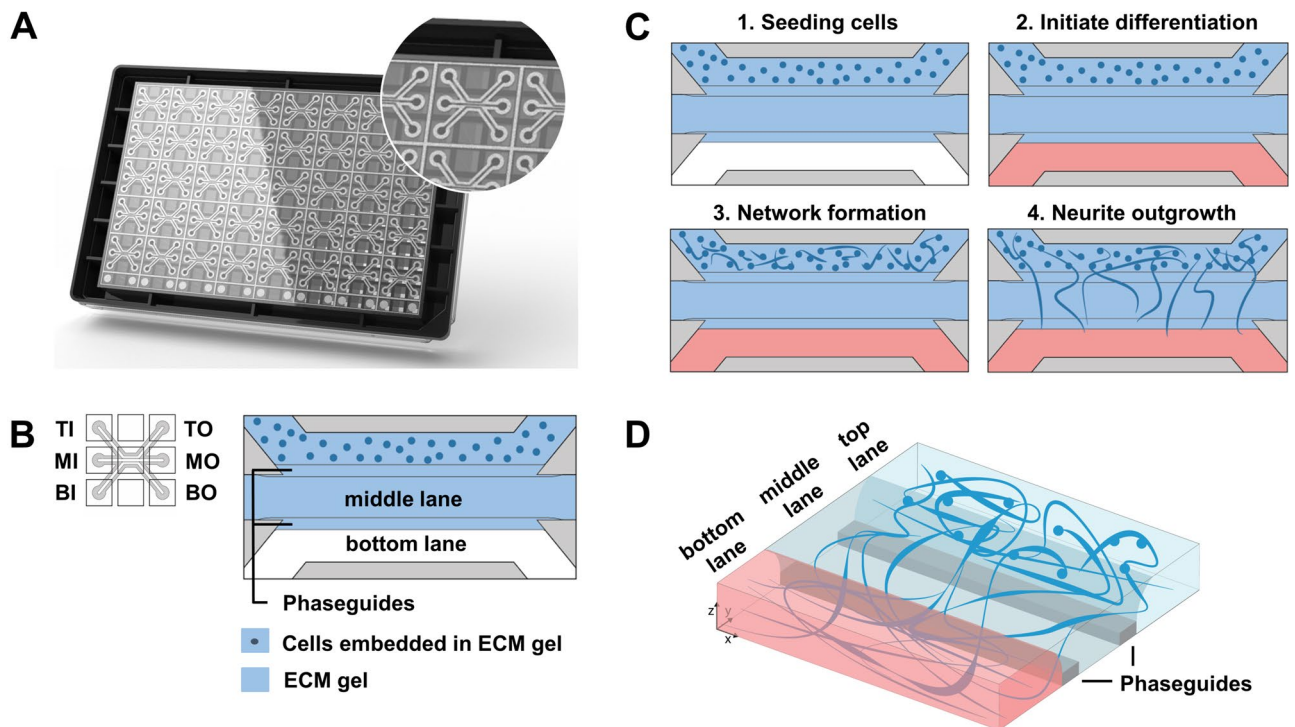 A
B
TI
TO
MI
MO
BI
BO
middle lane
bottom lane
Phaseguides
Cells embedded in ECM gel
ECM gel
C
1. Seeding cells
2. Initiate differentiation
3. Network formation
4. Neurite outgrowth
D
top
lane
middle
lane
bottom
lane
z
y
x
Phaseguides